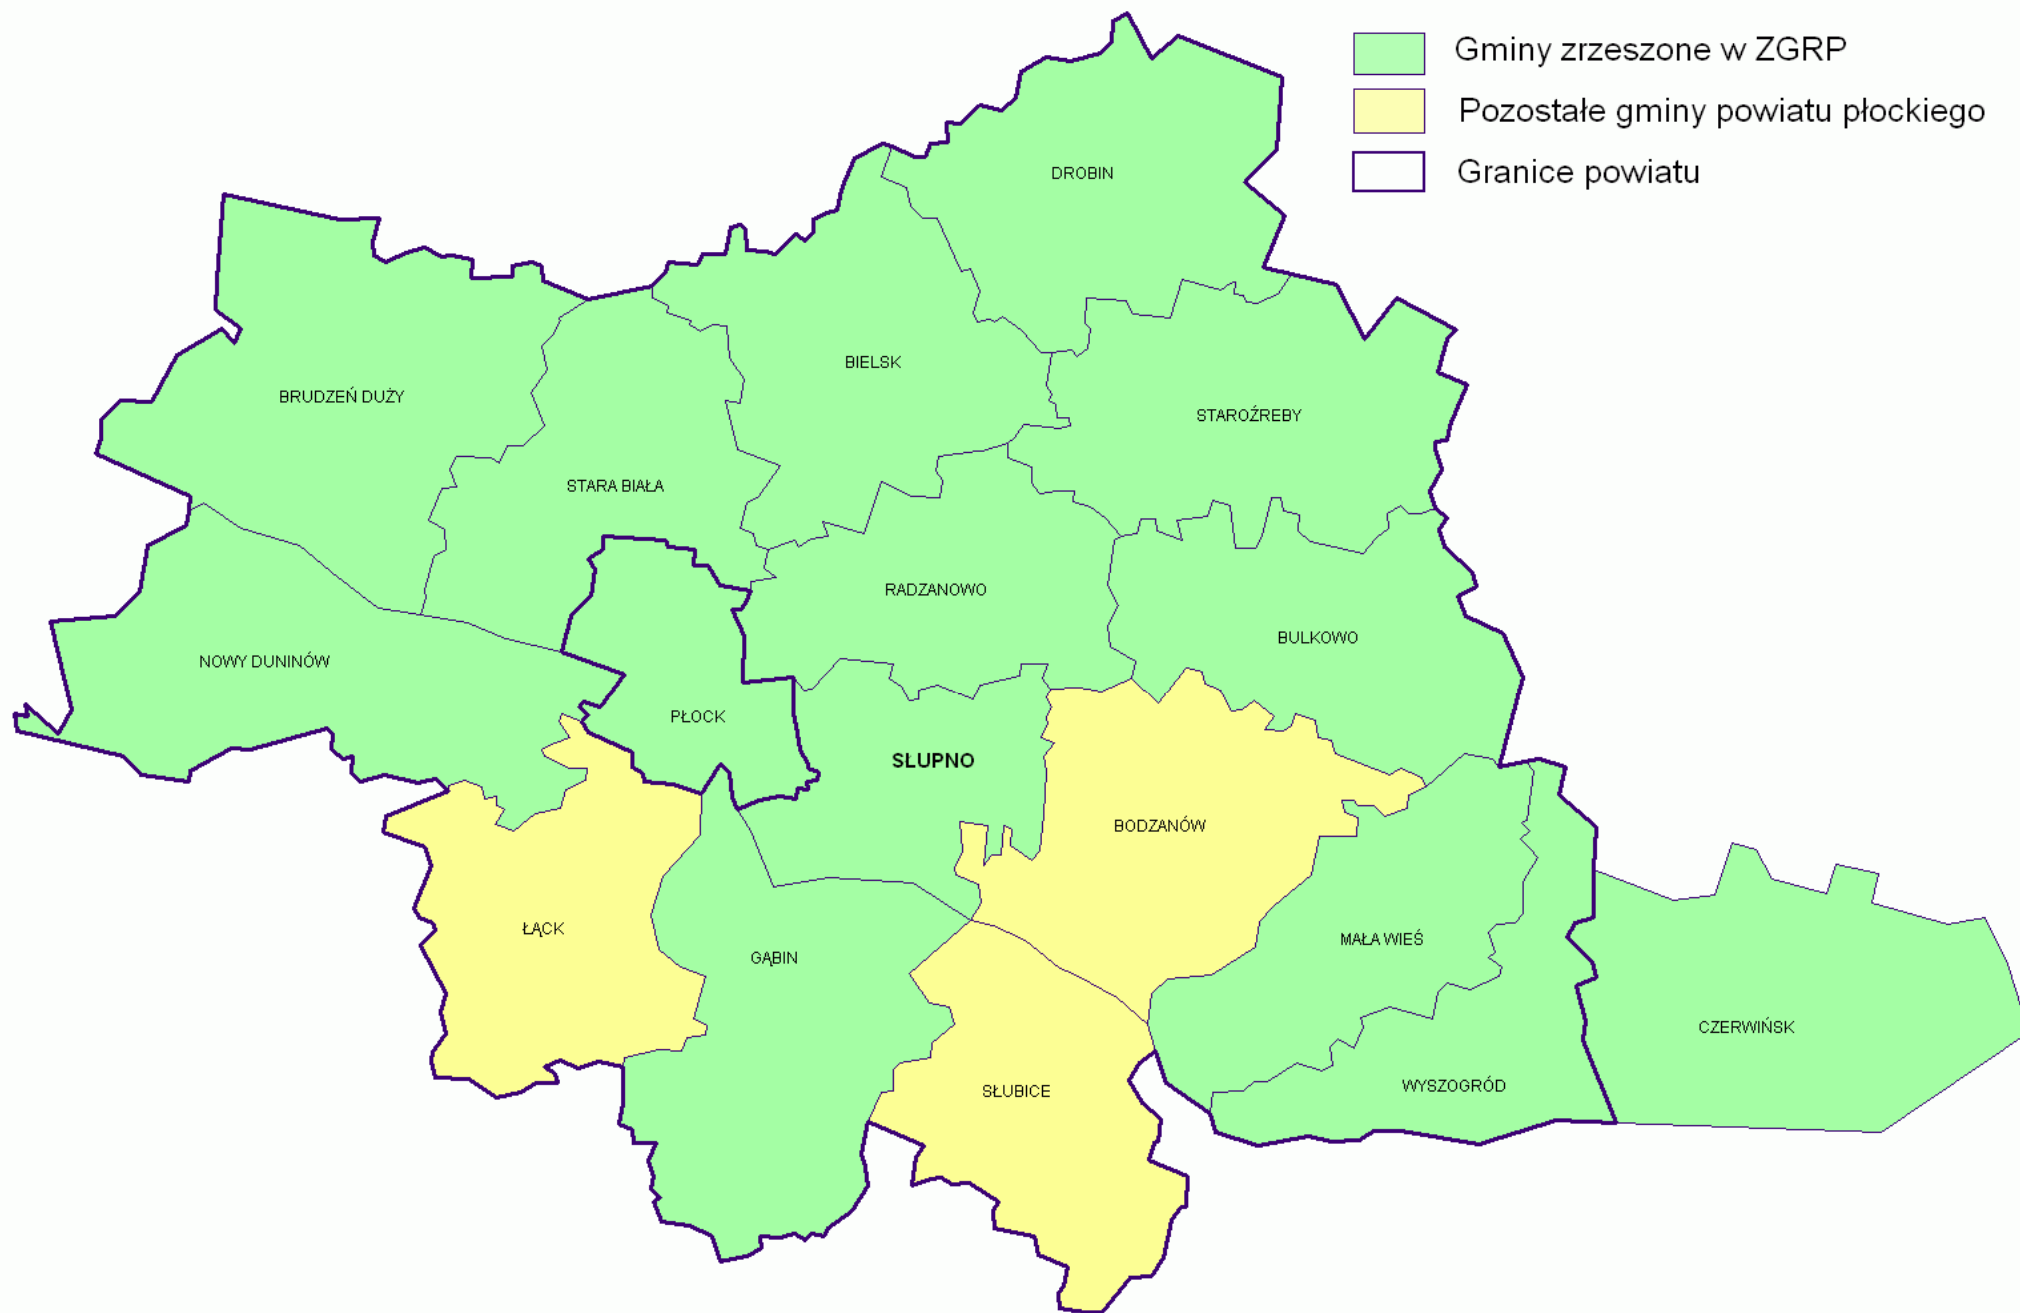 Gminy zrzeszone w ZGRP
Pozostałe gminy powiatu płockiego
Granice powiatu
DROBIN
BIELSK
BRUDZEŃ DUŻY
STAROŹREBY
STARA BIAŁA
RADZANOWO
BULKOWO
NOWY DUNINÓW
PŁOCK
SŁUPNO
BODZANÓW
ŁĄCK
MAŁA WIEŚ
GĄBIN
CZERWIŃSK
WYSZOGRÓD
SŁUBICE